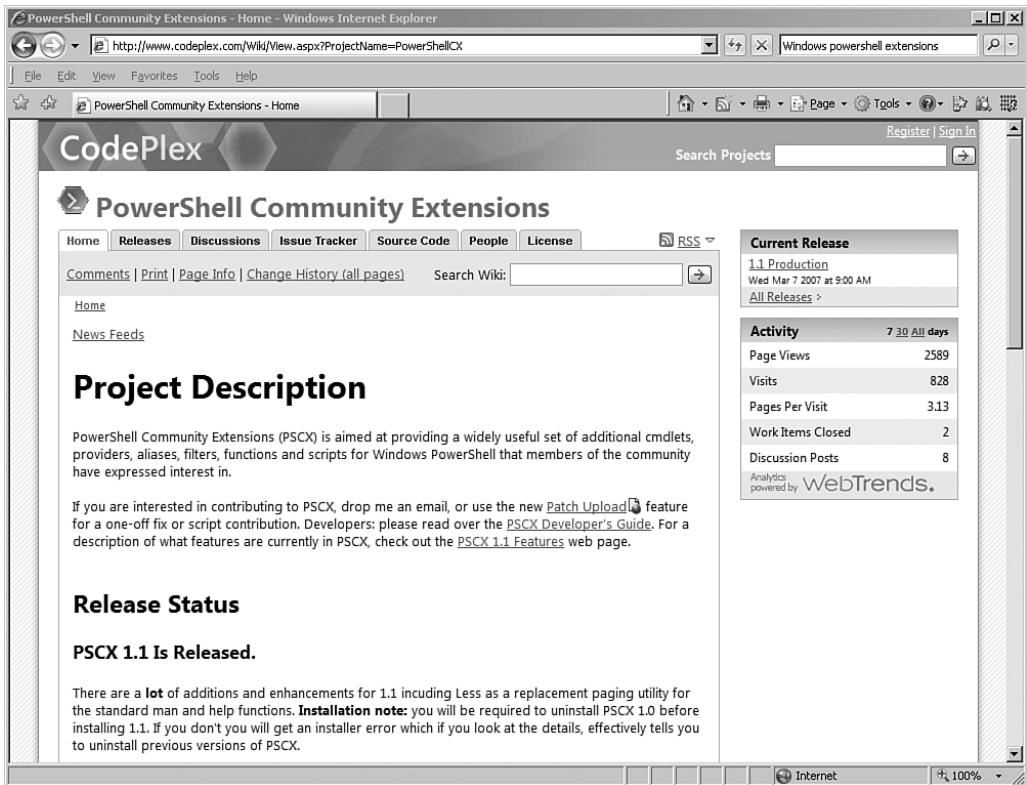 PowerShell Community Extensions - Home - Windows Internet Explorer
http://www.codeplex.com/Wiki/View.aspx?ProjectName=PowerShellCX
Windows powershell extensions
File Edit View Favorites Tools Help
PowerShell Community Extensions - Home
Page Tools
Register | Sign In
CodePlex
Search Projects
PowerShell Community Extensions
Home Releases Discussions Issue Tracker Source Code People License
RSS
Comments | Print | Page Info | Change History (all pages) Search Wiki:
Home
News Feeds
Project Description
PowerShell Community Extensions (PSCX) is aimed at providing a widely useful set of additional cmdlets,
providers, aliases, filters, functions and scripts for Windows PowerShell that members of the community
have expressed interest in.
If you are interested in contributing to PSCX, drop me an email, or use the new Patch Upload feature
for a one-off fix or script contribution. Developers: please read over the PSCX Developer's Guide. For a
description of what features are currently in PSCX, check out the PSCX 1.1 Features web page.
Release Status
PSCX 1.1 Is Released.
There are a lot of additions and enhancements for 1.1 incuding Less as a replacement paging utility for
the standard man and help functions. Installation note: you will be required to uninstall PSCX 1.0 before
installing 1.1. If you don't you will get an installer error which if you look at the details, effectively tells you
to uninstall previous versions of PSCX.
Current Release
1.1 Production
Wed Mar 7 2007 at 9:00 AM
All Releases >
Activity 7 30 All days
Page Views 2589
Visits 828
Pages Per Visit 3.13
Work Items Closed 2
Discussion Posts 8
Analytics
powered by WebTrends.
Internet
100%